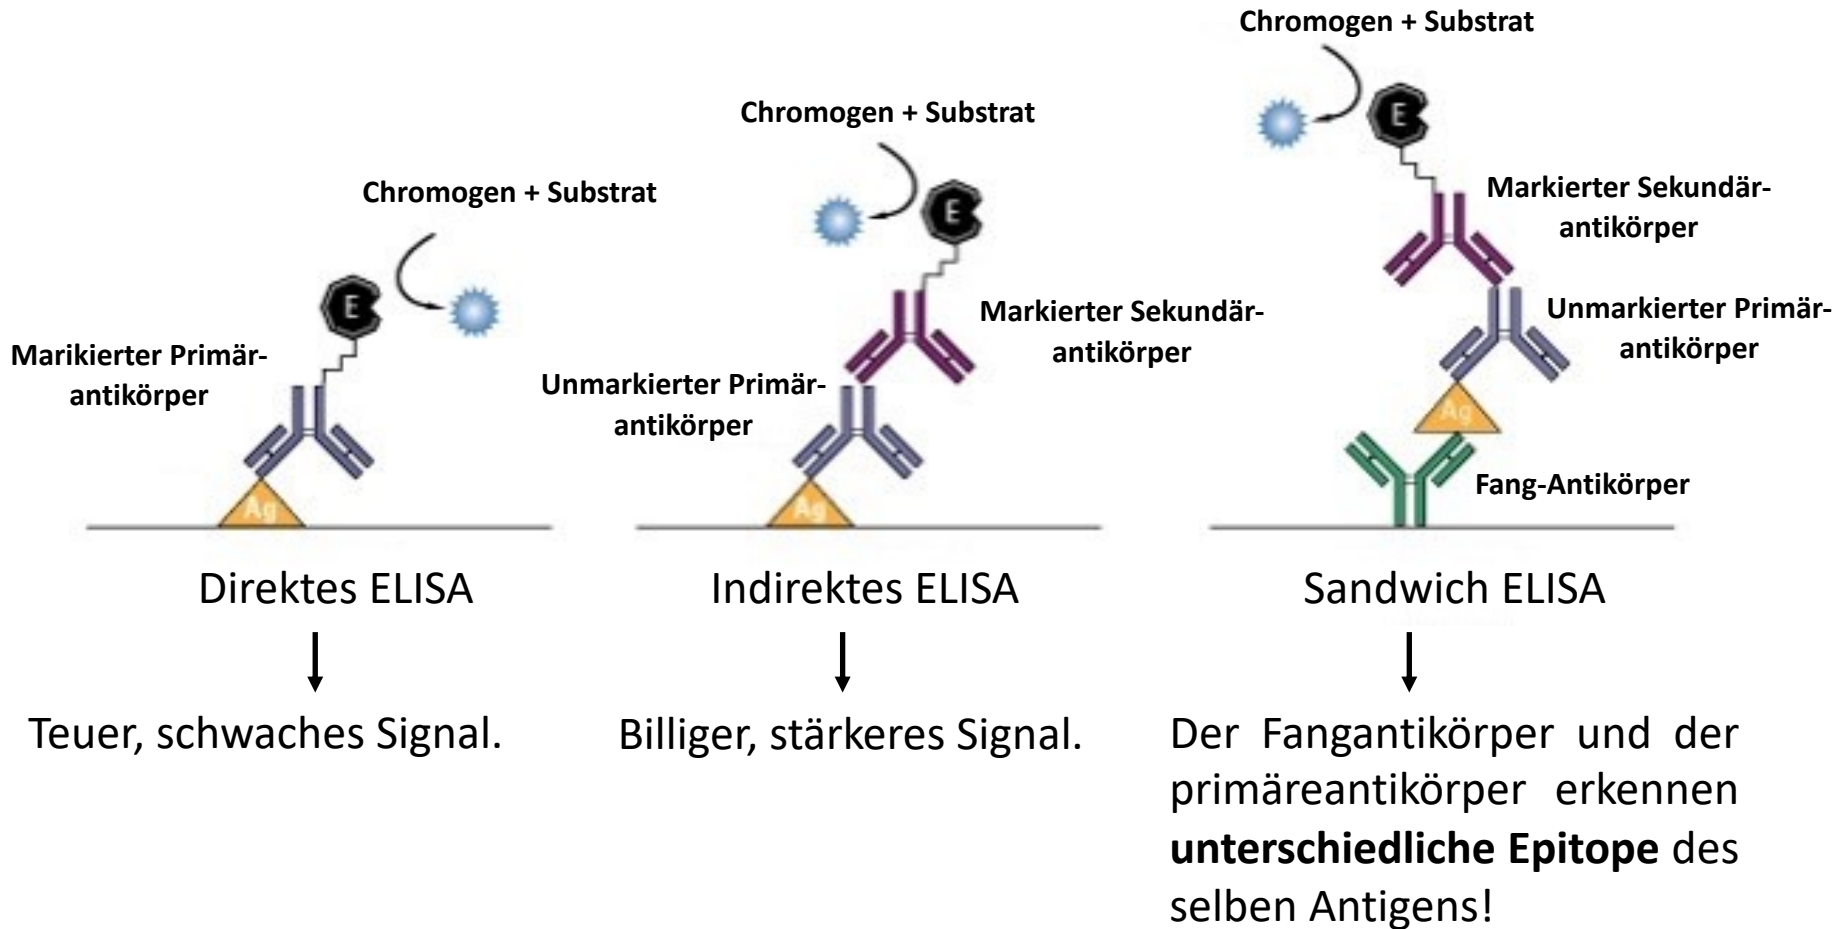 Chromogen + Substrat
E
Marikierter Primär-
antikörper
Ag
Direktes ELISA
Teuer, schwaches Signal.
Chromogen + Substrat
E
Markierter Sekundär-
antikörper
Unmarkierter Primär-
antikörper
Ag
Indirektes ELISA
Billiger, stärkeres Signal.
Chromogen + Substrat
E
Markierter Sekundär-
antikörper
Unmarkierter Primär-
antikörper
Ag
Fang-Antikörper
Sandwich ELISA
Der Fangantikörper und der
primäreantikörper erkennen
unterschiedliche Epitope des
selben Antigens!